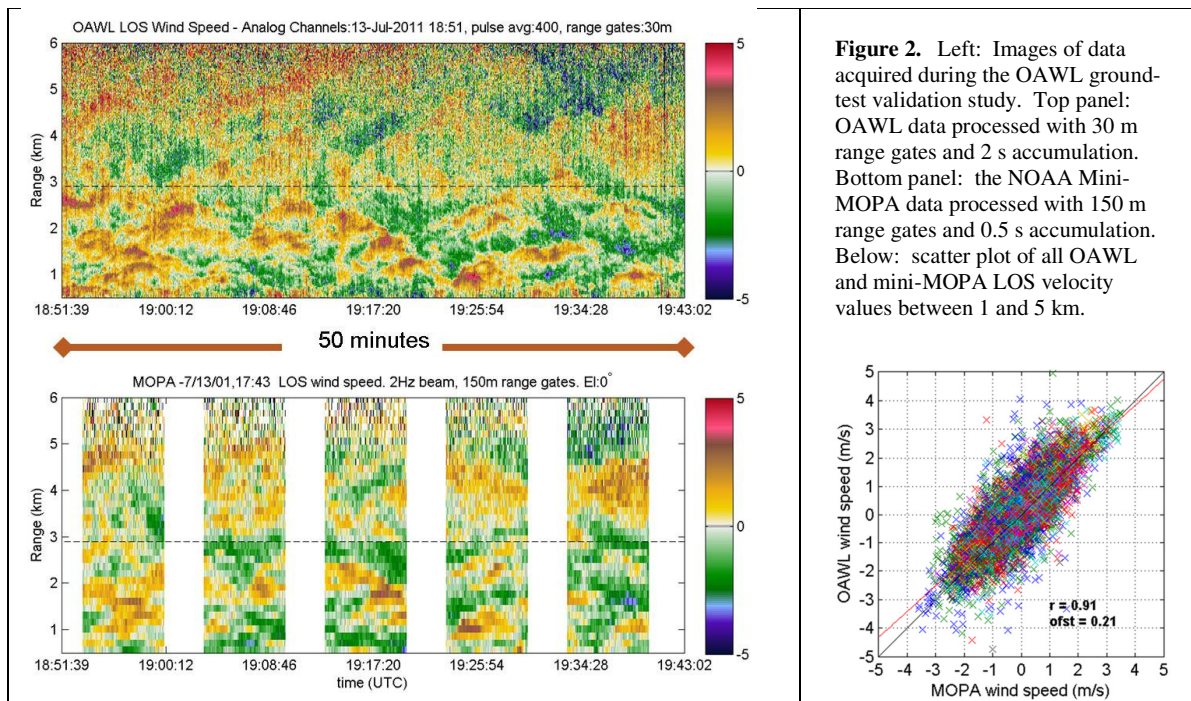 OAWL LOS Wind Speed - Analog Channels:13-Jul-2011 18:51, pulse avg:400, range gates:30m
6
5
4
3
2
1
Range (km)
5
0
-5
18:51:39 19:00:12 19:08:46 19:17:20 19:25:54 19:34:28 19:43:02
50 minutes
MOPA -7/13/01,17:43 LOS wind speed. 2Hz beam, 150m range gates. El:0°
6
5
4
3
2
1
Range (km)
5
0
-5
18:51:39 19:00:12 19:08:46 19:17:20 19:25:54 19:34:28 19:43:02
time (UTC)
Figure 2. Left: Images of data
acquired during the OAWL ground-
test validation study. Top panel:
OAWL data processed with 30 m
range gates and 2 s accumulation.
Bottom panel: the NOAA Mini-
MOPA data processed with 150 m
range gates and 0.5 s accumulation.
Below: scatter plot of all OAWL
and mini-MOPA LOS velocity
values between 1 and 5 km.
5
4
3
2
1
0
-1
-2
-3
-4
-5
OAWL wind speed (m/s)
r = 0.91
ofst = 0.21
-5 -4 -3 -2 -1 0 1 2 3 4 5
MOPA wind speed (m/s)